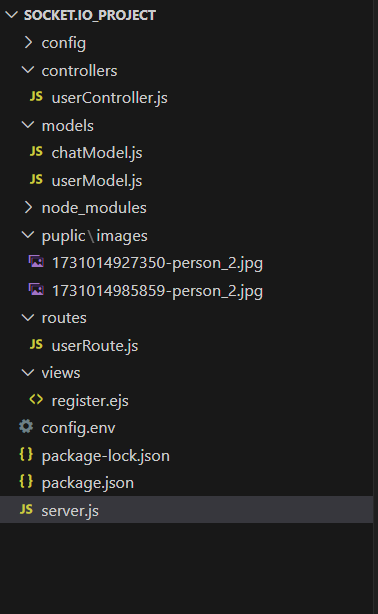 SOCKET.IO_PROJECT
config
controllers
JS userController.js
models
JS chatModel.js
JS userModel.js
node_modules
puplic\images
1731014927350-person_2.jpg
1731014985859-person_2.jpg
routes
JS userRoute.js
views
<> register.ejs
config.env
{} package-lock.json
{} package.json
JS server.js